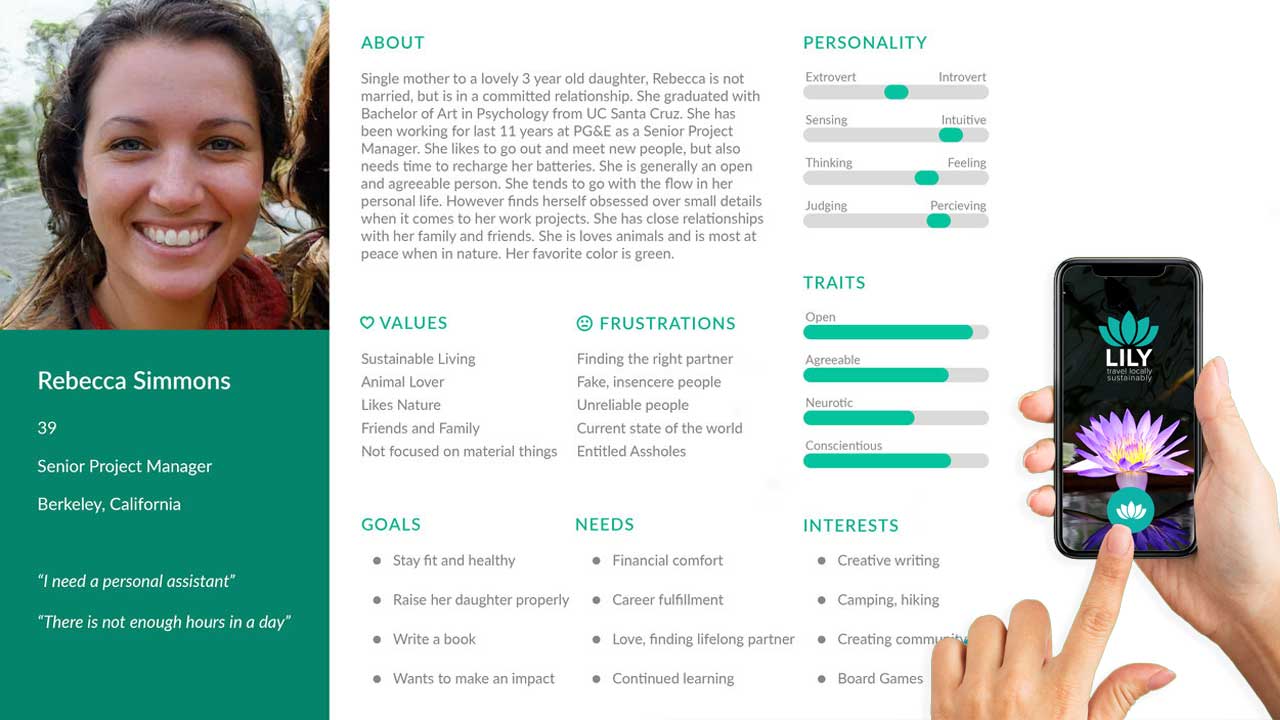 Rebecca Simmons
39
Senior Project Manager
Berkeley, California
“I need a personal assistant”
“There is not enough hours in a day”
ABOUT
Single mother to a lovely 3 year old daughter, Rebecca is not
married, but is in a committed relationship. She graduated with
Bachelor of Art in Psychology from UC Santa Cruz. She has
been working for last 11 years at PG&E as a Senior Project
Manager. She likes to go out and meet new people, but also
needs time to recharge her batteries. She is generally an open
and agreeable person. She tends to go with the flow in her
personal life. However finds herself obsessed over small details
when it comes to her work projects. She has close relationships
with her family and friends. She is loves animals and is most at
peace when in nature. Her favorite color is green.
VALUES
Sustainable Living
Animal Lover
Likes Nature
Friends and Family
Not focused on material things
FRUSTRATIONS
Finding the right partner
Fake, insencere people
Unreliable people
Current state of the world
Entitled Assholes
GOALS
Stay fit and healthy
Raise her daughter properly
Write a book
Wants to make an impact
NEEDS
Financial comfort
Career fulfillment
Love, finding lifelong partner
Continued learning
PERSONALITY
Extrovert Introvert
Sensing Intuitive
Thinking Feeling
Judging Percieving
TRAITS
Open
Agreeable
Neurotic
Conscientious
INTERESTS
Creative writing
Camping, hiking
Creating community
Board Games
LILY
travel locally
sustainably